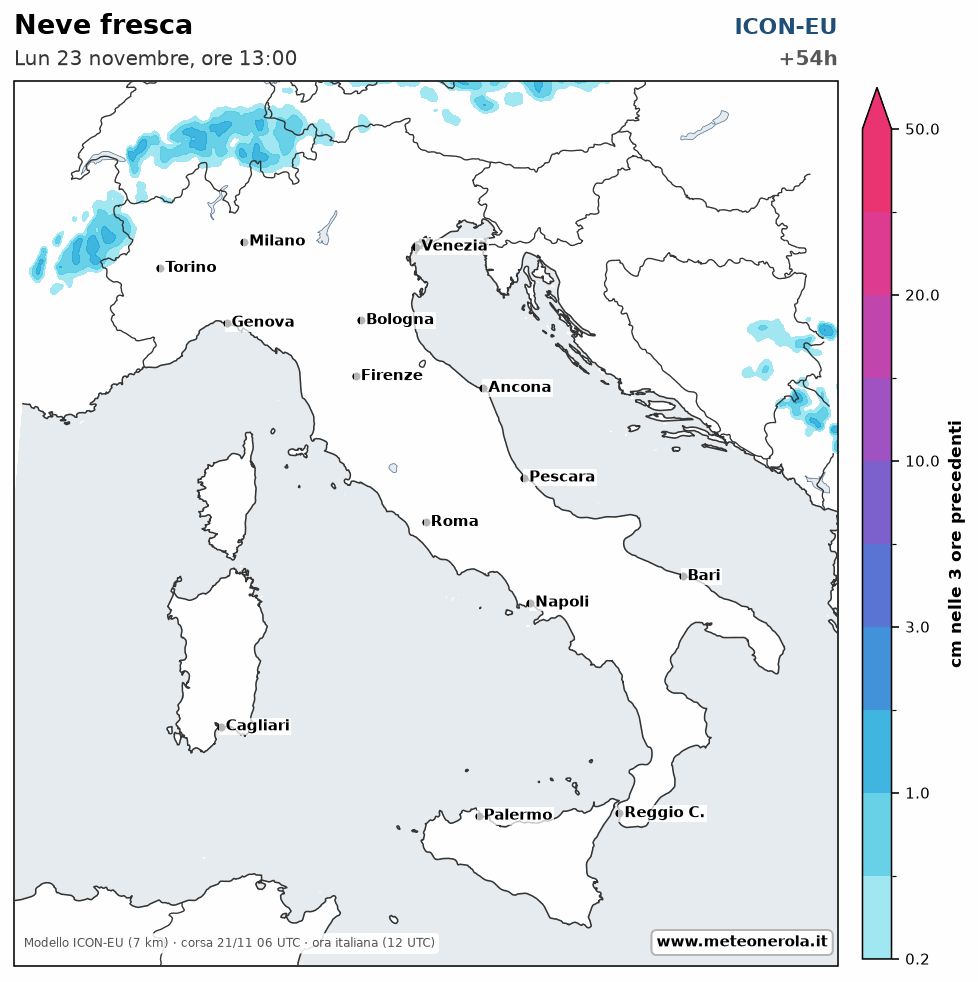 Neve fresca
ICON-EU
Lun 23 novembre, ore 13:00
+54h
50.0
Milano
Venezia
Torino
20.0
Genova
Bologna
Firenze
Ancona
10.0
Pescara
Roma
Bari
Napoli
3.0
Cagliari
1.0
Palermo
Reggio C.
cm nelle 3 ore precedenti
Modello ICON-EU (7 km) · corsa 21/11 06 UTC · ora italiana (12 UTC)
www.meteonerola.it
0.2